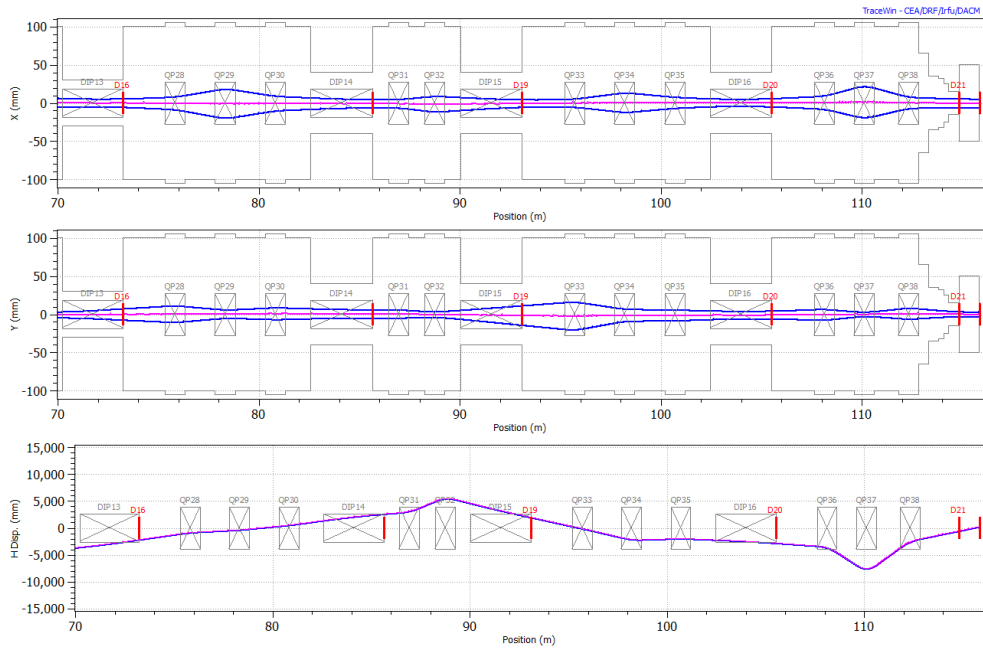 TraceWin - CEA/DRF/Irfu/DACM
100
50
0
-50
-100
X (mm)
DIP13 D16 QP28 QP29 QP30 DIP14 QP31 QP32 DIP15 D19 QP33 QP34 QP35 DIP16 D20 QP36 QP37 QP38 D21
70 80 90 100 110
Position (m)
100
50
0
-50
-100
Y (mm)
DIP13 D16 QP28 QP29 QP30 DIP14 QP31 QP32 DIP15 D19 QP33 QP34 QP35 DIP16 D20 QP36 QP37 QP38 D21
70 80 90 100 110
Position (m)
15,000
10,000
5,000
0
-5,000
-10,000
-15,000
H Disp. (mm)
DIP13 D16 QP28 QP29 QP30 DIP14 QP31 QP32 DIP15 D19 QP33 QP34 QP35 DIP16 D20 QP36 QP37 QP38 D21
70 80 90 100 110
Position (m)